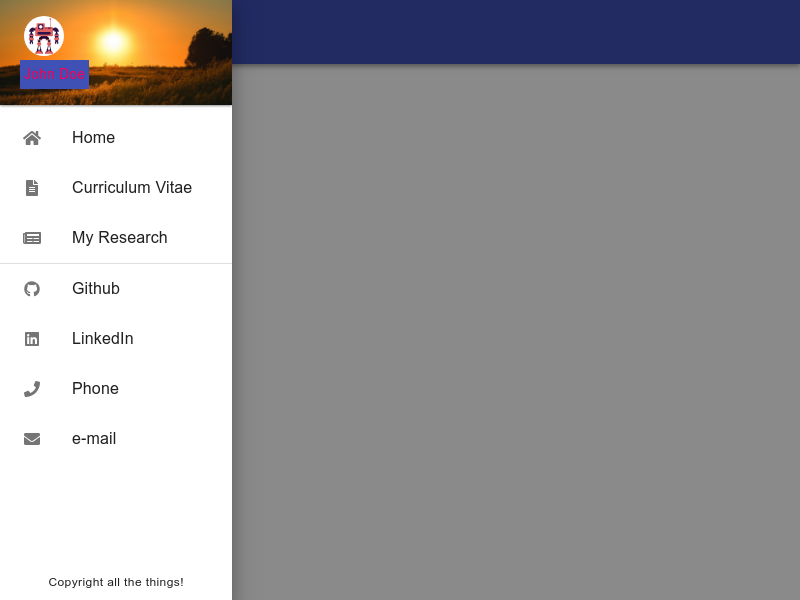 John Doe
Home
Curriculum Vitae
My Research
Github
LinkedIn
Phone
e-mail
Copyright all the things!